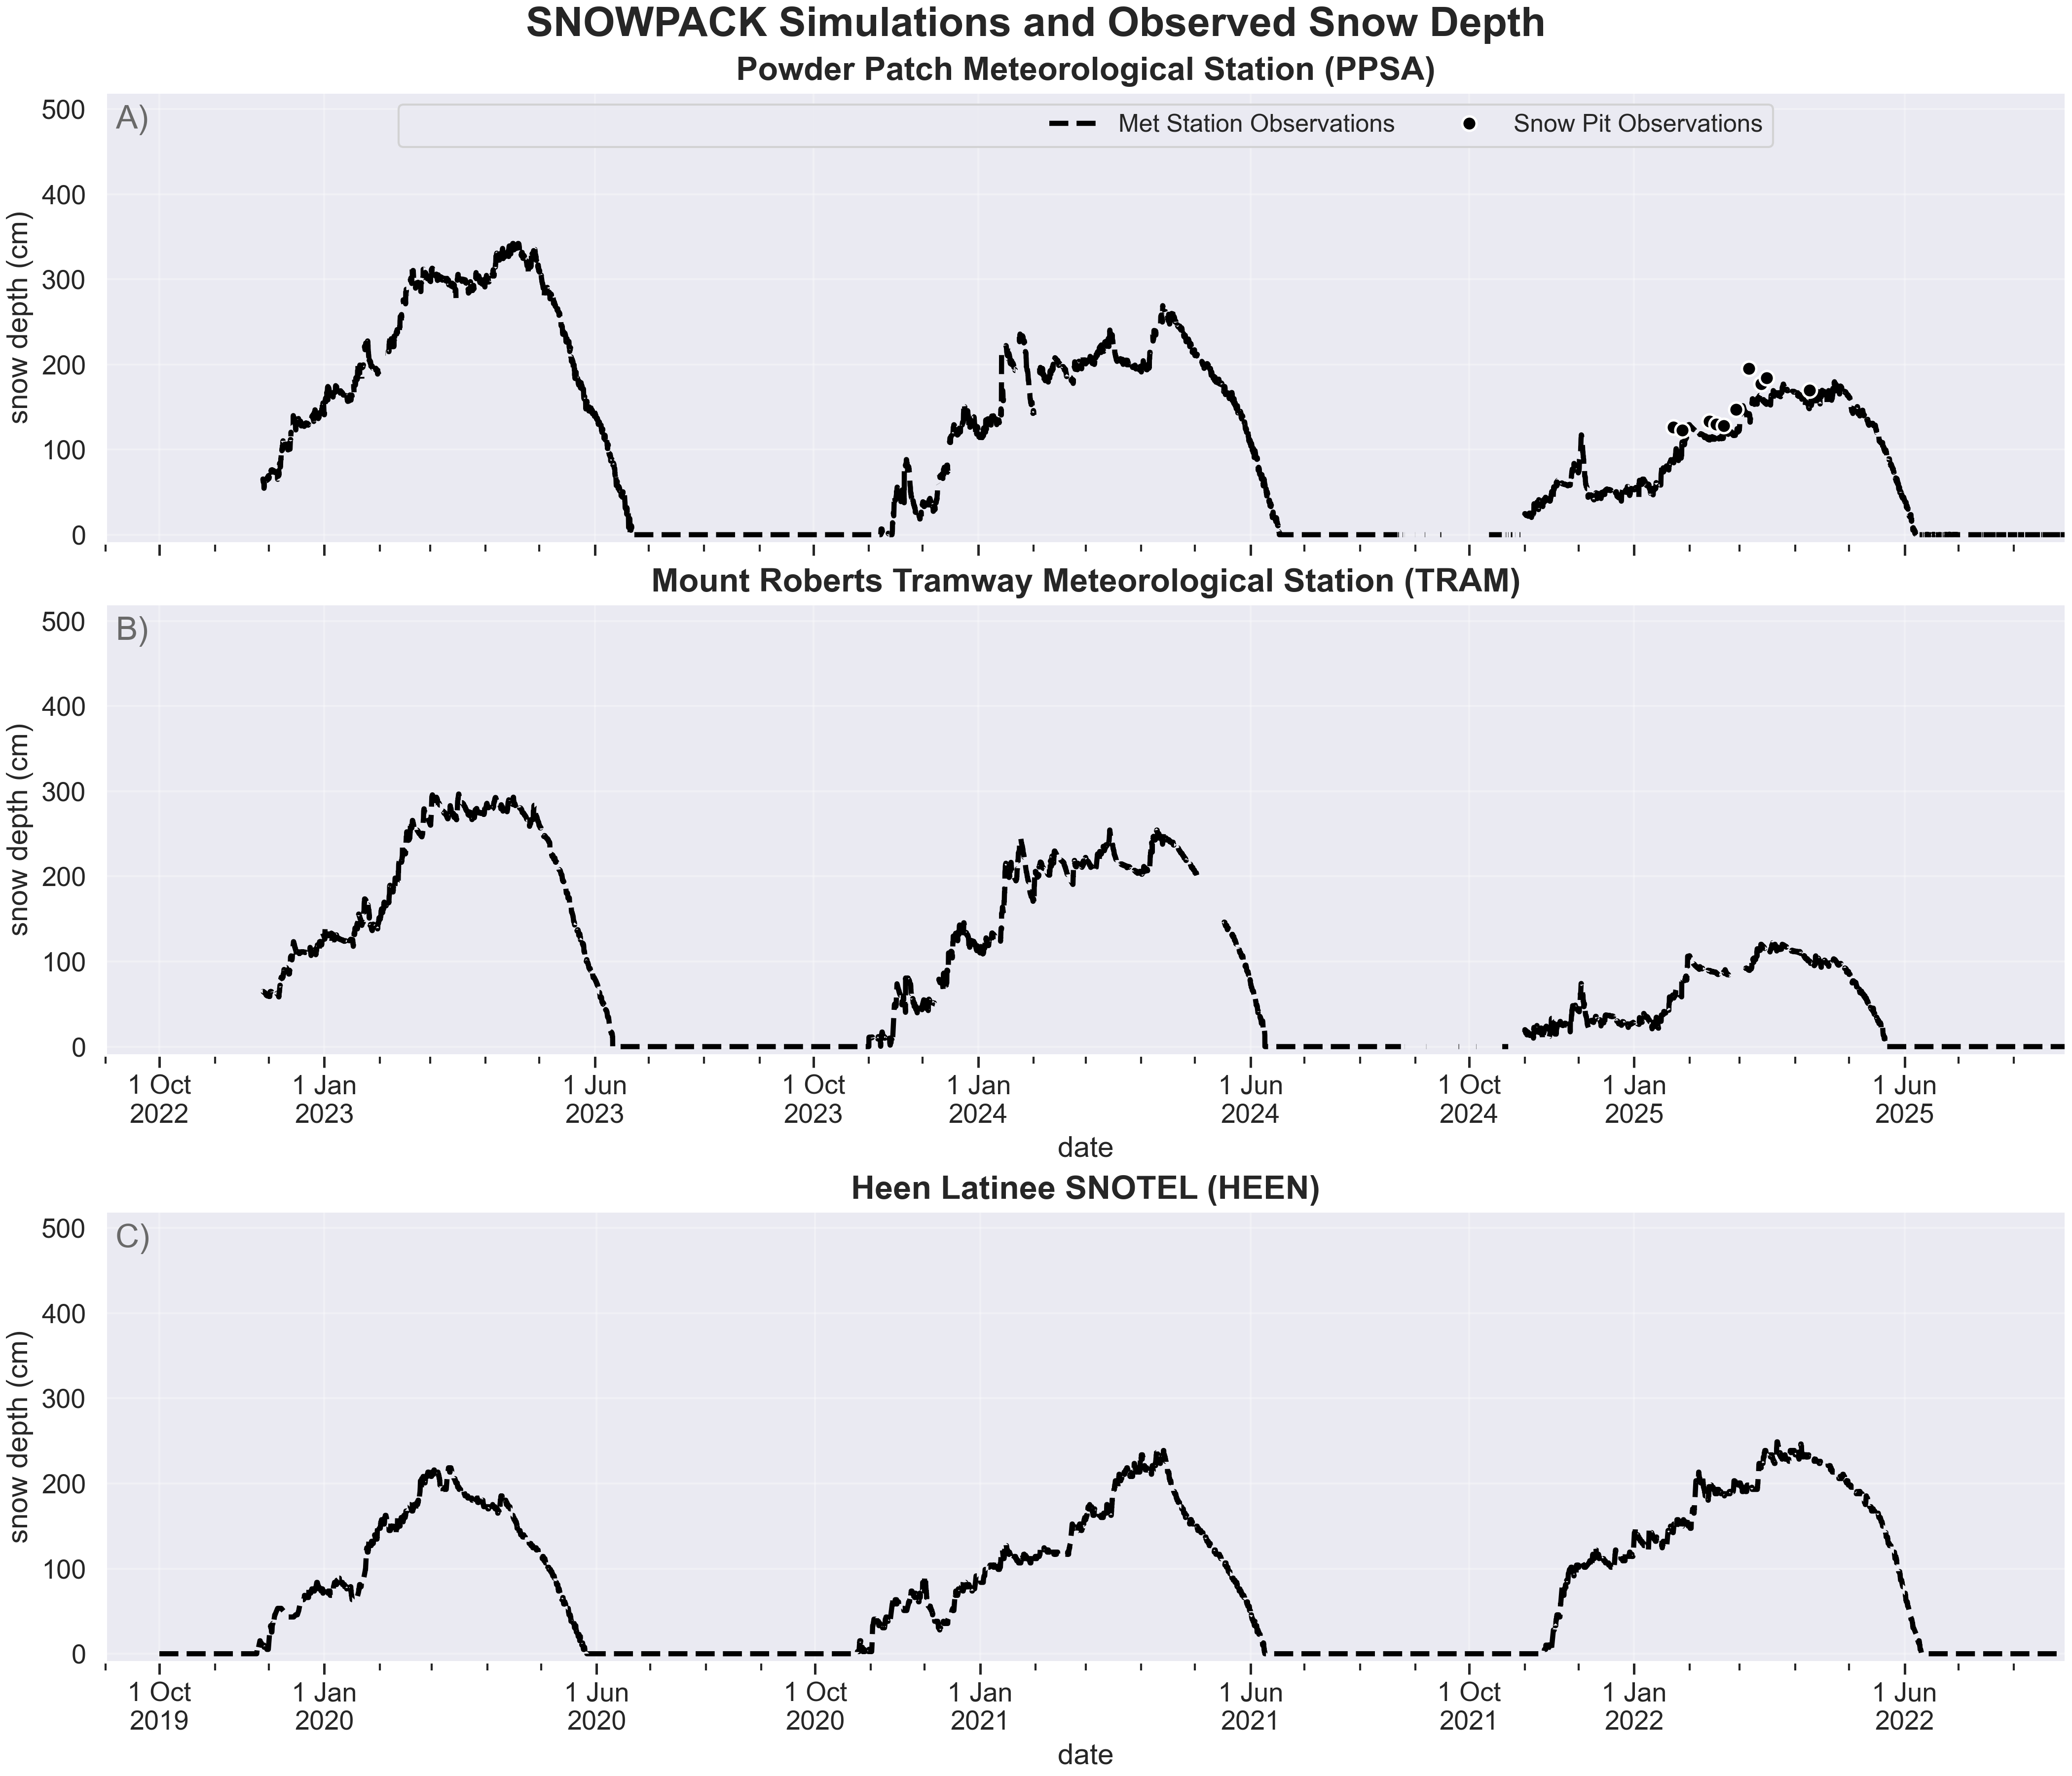 SNOWPACK Simulations and Observed Snow Depth
Powder Patch Meteorological Station (PPSA)
A)
Met Station Observations
Snow Pit Observations
500
400
300
200
100
0
snow depth (cm)
Mount Roberts Tramway Meteorological Station (TRAM)
B)
500
400
300
200
100
0
snow depth (cm)
1 Oct 1 Jan 1 Jun 1 Oct 1 Jan 1 Jun 1 Oct 1 Jan 1 Jun
2022 2023 2023 2023 2024 2024 2024 2025 2025
date
Heen Latinee SNOTEL (HEEN)
C)
500
400
300
200
100
0
snow depth (cm)
1 Oct 1 Jan 1 Jun 1 Oct 1 Jan 1 Jun 1 Oct 1 Jan 1 Jun
2019 2020 2020 2020 2021 2021 2021 2022 2022
date